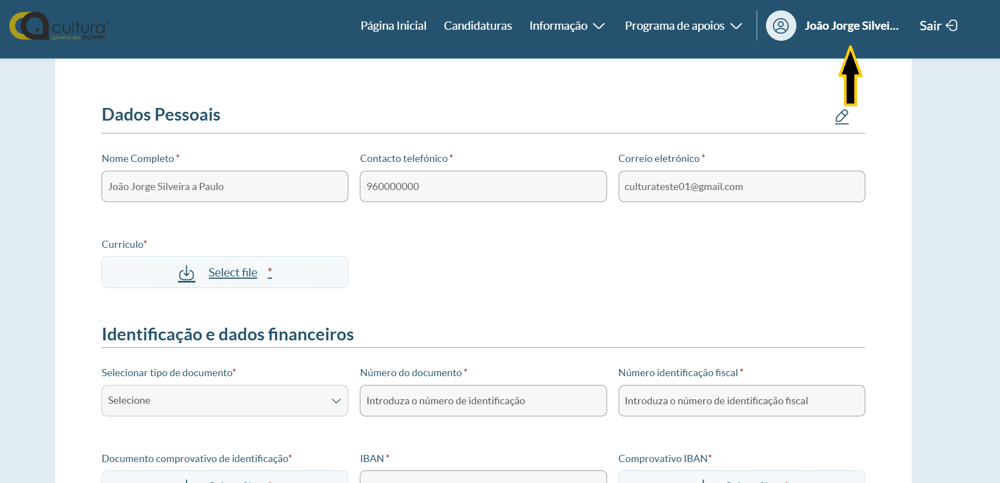 cultura
governo dos açores
Página Inicial Candidaturas Informação Programa de apoios João Jorge Silvei... Sair
Dados Pessoais
Nome Completo * Contacto telefónico * Correio eletrónico *
João Jorge Silveira a Paulo 960000000 culturateste01@gmail.com
Curriculo*
Select file *
Identificação e dados financeiros
Selecionar tipo de documento* Número do documento * Número identificação fiscal *
Selecione Introduza o número de identificação Introduza o número de identificação fiscal
Documento comprovativo de identificação* IBAN * Comprovativo IBAN*